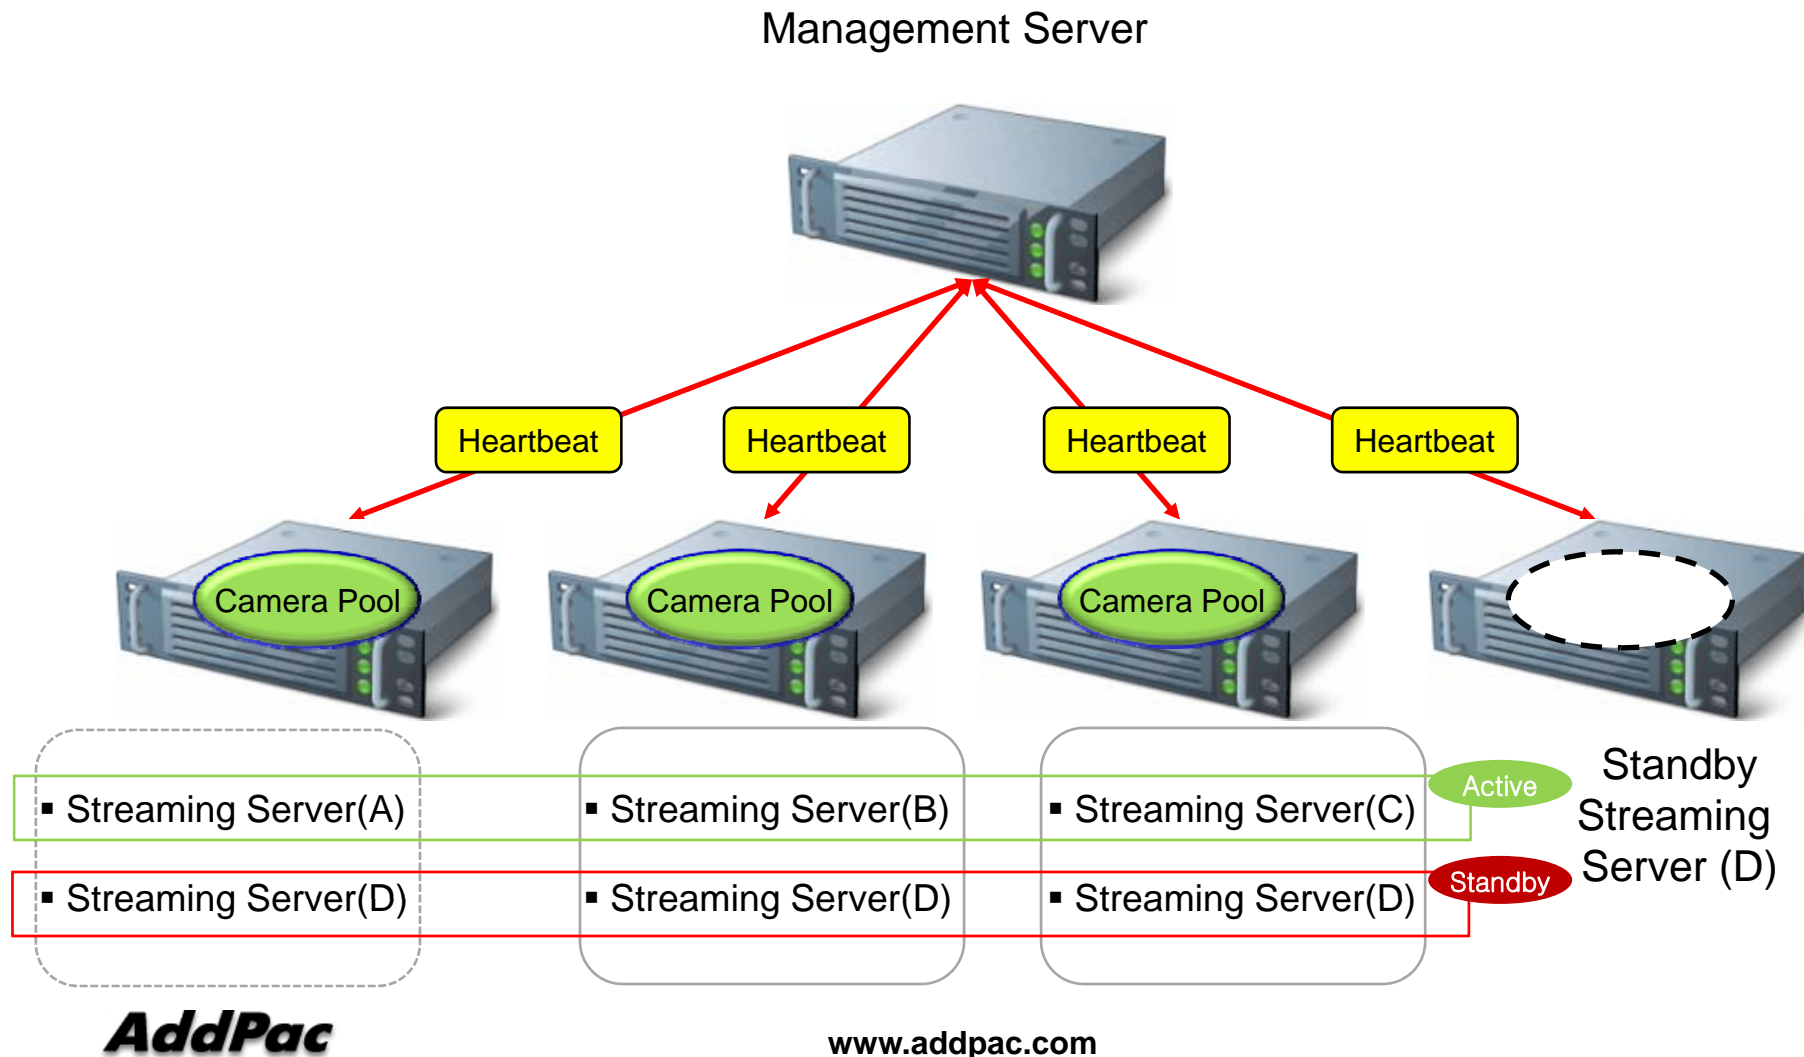 Management Server
Heartbeat
Heartbeat
Heartbeat
Heartbeat
Camera Pool
Camera Pool
Camera Pool
▪ Streaming Server(A)
▪ Streaming Server(B)
▪ Streaming Server(C)
Active
▪ Streaming Server(D)
▪ Streaming Server(D)
▪ Streaming Server(D)
Standby
Standby
Streaming
Server (D)
AddPac
www.addpac.com